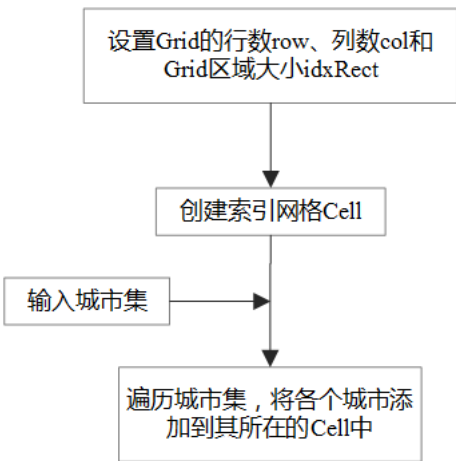 设置Grid的行数row、列数col和
Grid区域大小idxRect
创建索引网格Cell
输入城市集
遍历城市集，将各个城市添
加到其所在的Cell中